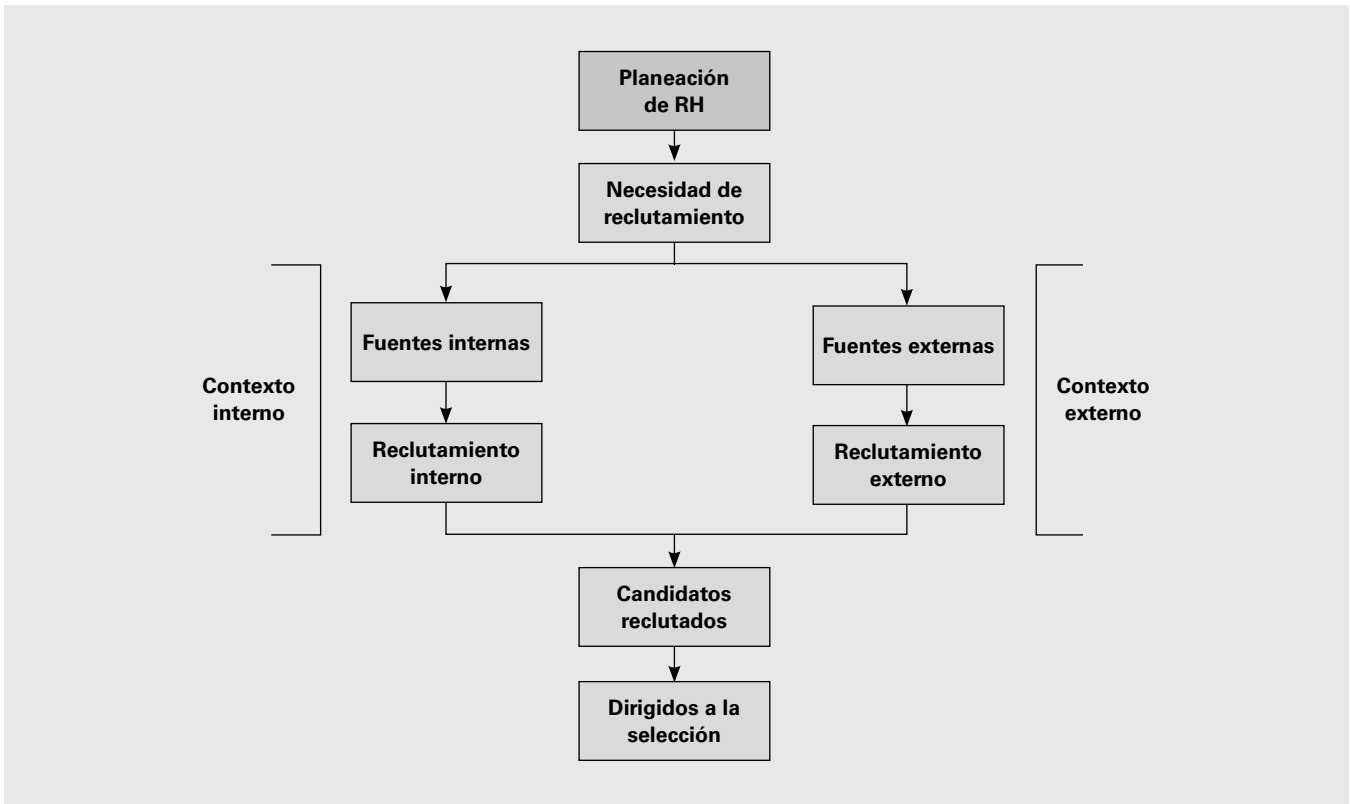 Planeación
de RH
Necesidad de
reclutamiento
Contexto
interno
Fuentes internas
Reclutamiento
interno
Fuentes externas
Reclutamiento
externo
Contexto
externo
Candidatos
reclutados
Dirigidos a la
selección